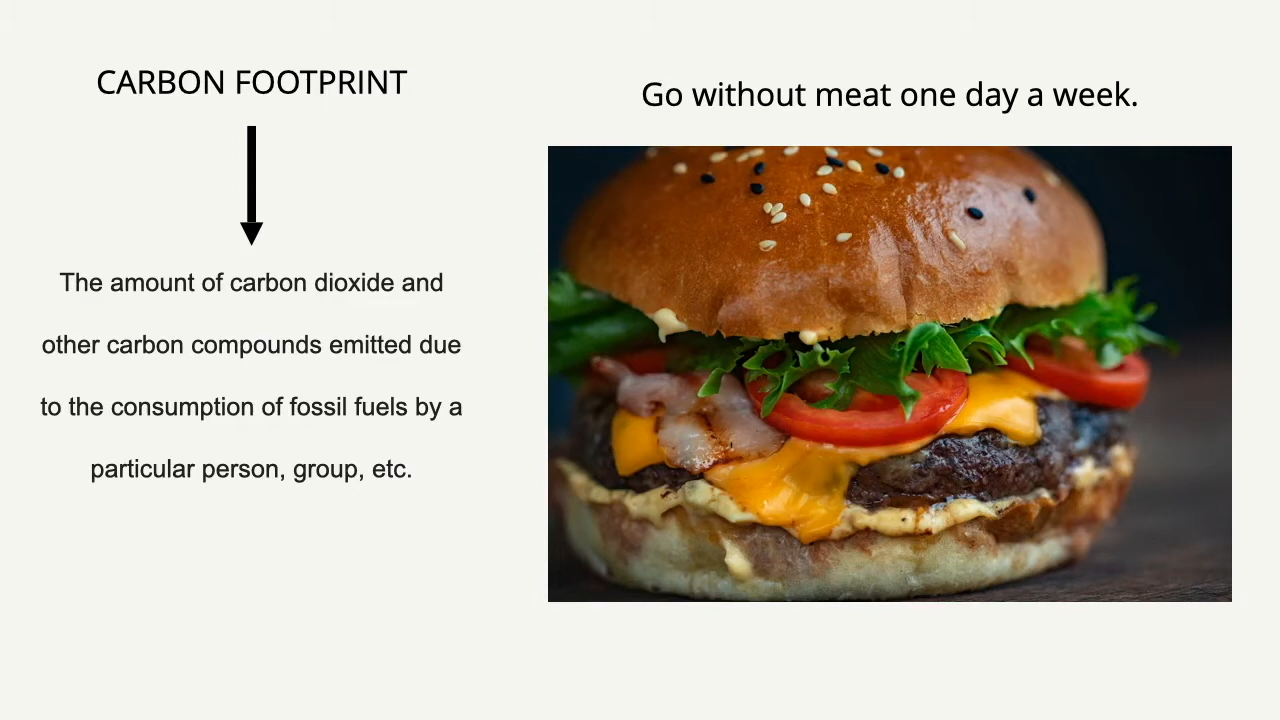 CARBON FOOTPRINT
The amount of carbon dioxide and
other carbon compounds emitted due
to the consumption of fossil fuels by a
particular person, group, etc.
Go without meat one day a week.